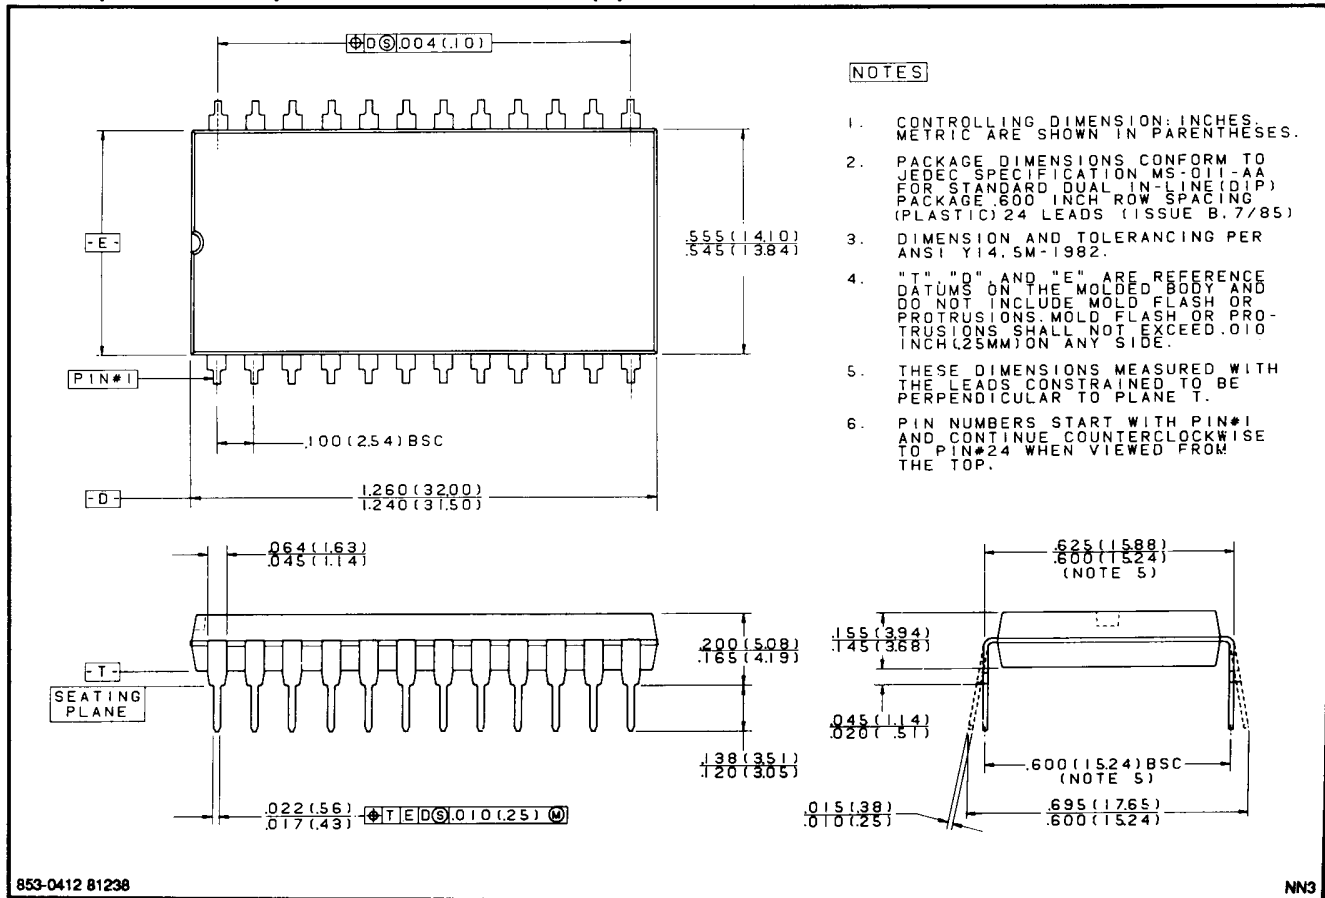 ⌖ D Ⓢ .004 (.10)
-E-
.555 (14.10)
.545 (13.84)
PIN#1
.100 (2.54) BSC
-D-
1.260 (32.00)
1.240 (31.50)
NOTES
1. CONTROLLING DIMENSION: INCHES.
METRIC ARE SHOWN IN PARENTHESES.
2. PACKAGE DIMENSIONS CONFORM TO
JEDEC SPECIFICATION MS-011-AA
FOR STANDARD DUAL IN-LINE (DIP)
PACKAGE .600 INCH ROW SPACING
(PLASTIC) 24 LEADS (ISSUE B, 7/85)
3. DIMENSION AND TOLERANCING PER
ANSI Y14.5M-1982.
4. "T", "D", AND "E" ARE REFERENCE
DATUMS ON THE MOLDED BODY AND
DO NOT INCLUDE MOLD FLASH OR
PROTRUSIONS. MOLD FLASH OR PRO-
TRUSIONS SHALL NOT EXCEED .010
INCH (.25MM) ON ANY SIDE.
5. THESE DIMENSIONS MEASURED WITH
THE LEADS CONSTRAINED TO BE
PERPENDICULAR TO PLANE T.
6. PIN NUMBERS START WITH PIN#1
AND CONTINUE COUNTERCLOCKWISE
TO PIN#24 WHEN VIEWED FROM
THE TOP.
.064 (1.63)
.045 (1.14)
-T-
SEATING
PLANE
.200 (5.08)
.165 (4.19)
.138 (3.51)
.120 (3.05)
.022 (.56)
.017 (.43)
⌖ T E D Ⓢ .010 (.25) Ⓜ
.625 (15.88)
.600 (15.24)
(NOTE 5)
.155 (3.94)
.145 (3.68)
.045 (1.14)
.020 (.51)
.600 (15.24) BSC
(NOTE 5)
.015 (.38)
.010 (.25)
.695 (17.65)
.600 (15.24)
853-0412 81238
NN3